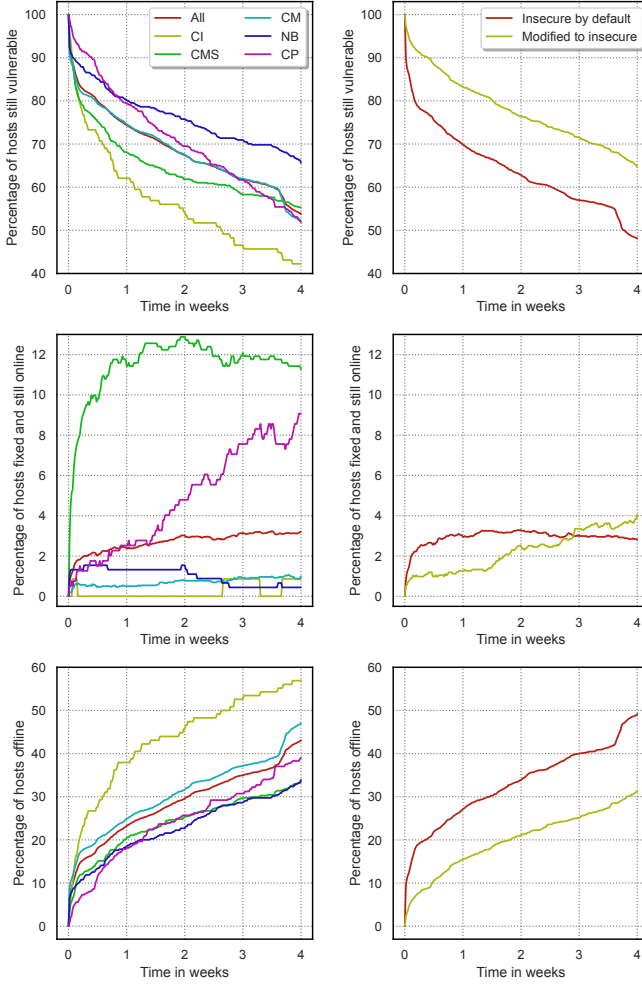 Percentage of hosts still vulnerable
100
90
80
70
60
50
40
All
CI
CMS
CM
NB
CP
0 1 2 3 4
Time in weeks
Percentage of hosts still vulnerable
100
90
80
70
60
50
40
Insecure by default
Modified to insecure
0 1 2 3 4
Time in weeks
Percentage of hosts fixed and still online
12
10
8
6
4
2
0
0 1 2 3 4
Time in weeks
Percentage of hosts fixed and still online
12
10
8
6
4
2
0
0 1 2 3 4
Time in weeks
Percentage of hosts offline
60
50
40
30
20
10
0
0 1 2 3 4
Time in weeks
Percentage of hosts offline
60
50
40
30
20
10
0
0 1 2 3 4
Time in weeks